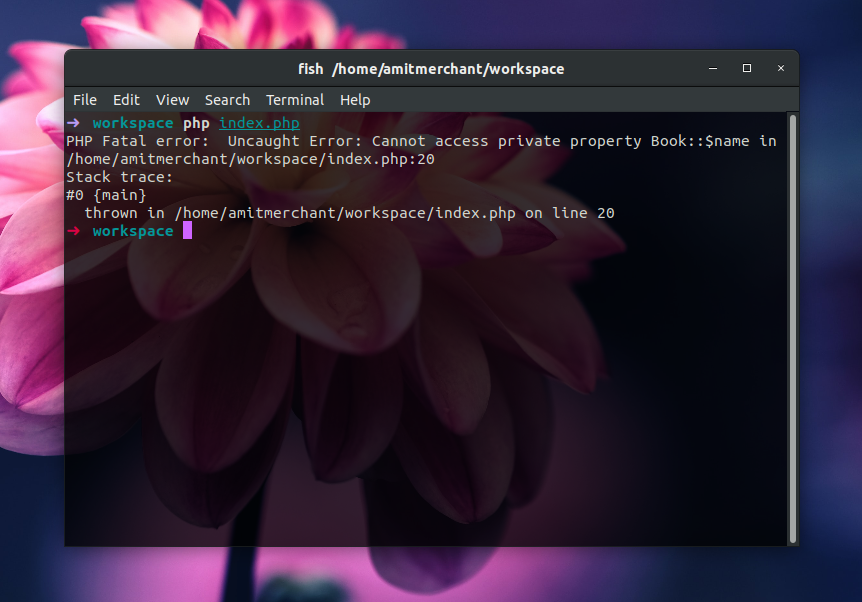 fish /home/amitmerchant/workspace
File Edit View Search Terminal Help
➜ workspace php index.php
PHP Fatal error:  Uncaught Error: Cannot access private property Book::$name in
/home/amitmerchant/workspace/index.php:20
Stack trace:
#0 {main}
  thrown in /home/amitmerchant/workspace/index.php on line 20
➜ workspace